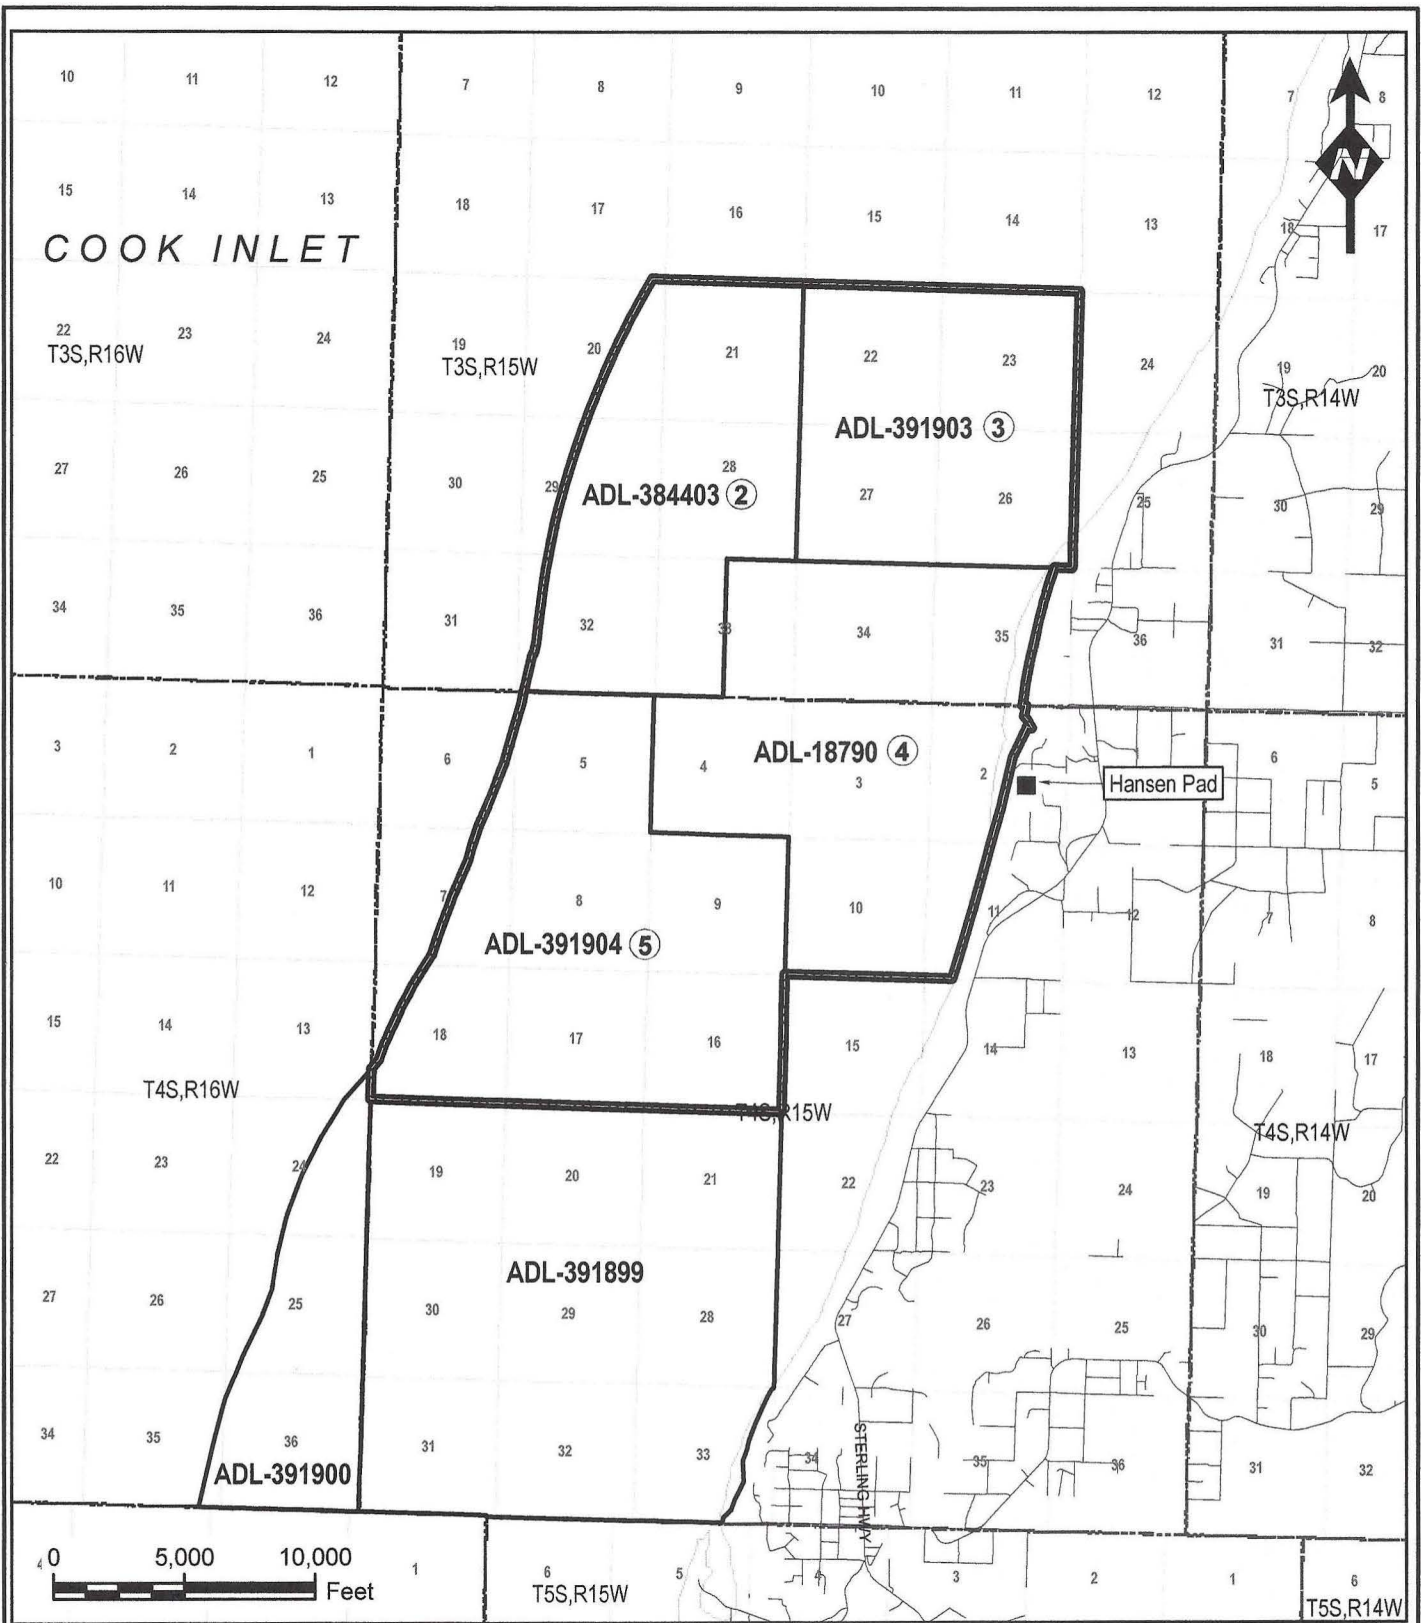 10 11 12 7 8 9 10 11 12 7 8
N
15 14 13 18 17 16 15 14 13 18 17
COOK INLET
22 23 24 19 20 21 22 23 24 19 20
T3S,R16W T3S,R15W T3S,R14W
ADL-391903 3
27 26 25 30 29 28 27 26 25 30 29
ADL-384403 2
34 35 36 31 32 33 34 35 36 31 32
3 2 1 6 5 4 3 2 6 5
ADL-18790 4
Hansen Pad
10 11 12 7 8 9 10 11 12 7 8
ADL-391904 5
15 14 13 18 17 16 15 14 13 18 17
T4S,R16W T4S,R15W T4S,R14W
22 23 24 19 20 21 22 23 24 19 20
ADL-391899
27 26 25 30 29 28 27 26 25 30 29
34 35 36 31 32 33 34 35 36 31 32
ADL-391900
STERLING HWY
4 1 6 5 4 3 2 1 6
T5S,R15W T5S,R14W
0 5,000 10,000
Feet